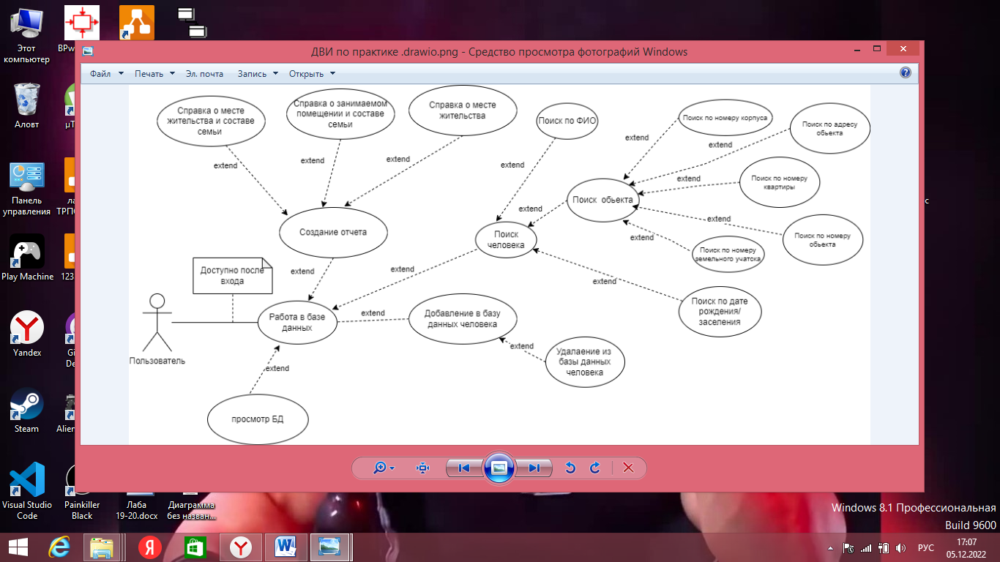 Этот
компьютер
BPw
ДВИ по практике .drawio.png - Средство просмотра фотографий Windows
Файл
Печать
Эл. почта
Запись
Открыть
Справка о месте
жительства и составе
семьи
Справка о занимаемом
помещении и составе
семьи
Справка о месте
жительства
Поиск по ФИО
Поиск по номеру корпуса
Поиск по адресу
обьекта
extend
extend
extend
extend
extend
extend
extend
Поиск по номеру
квартиры
Поиск обьекта
extend
extend
Поиск по номеру
обьекта
extend
Поиск по номеру
земельного учатска
Создание отчета
Поиск
человека
extend
extend
extend
Доступно после
входа
Поиск по дате
рождения/
заселения
Работа в базе
данных
extend
Добавление в базу
данных человека
extend
Удалаение из
базы данных
человека
Пользователь
extend
просмотр БД
Аловт
µT
Панель
управления
ла
ТРПО
с
Play Machine
123
Yandex
Gi
De
Steam
Alien
Visual Studio
Code
Painkiller
Black
Лаба
19-20.docx
Диаграмма
без назван...
Windows 8.1 Профессиональная
Build 9600
РУС
17:07
05.12.2022